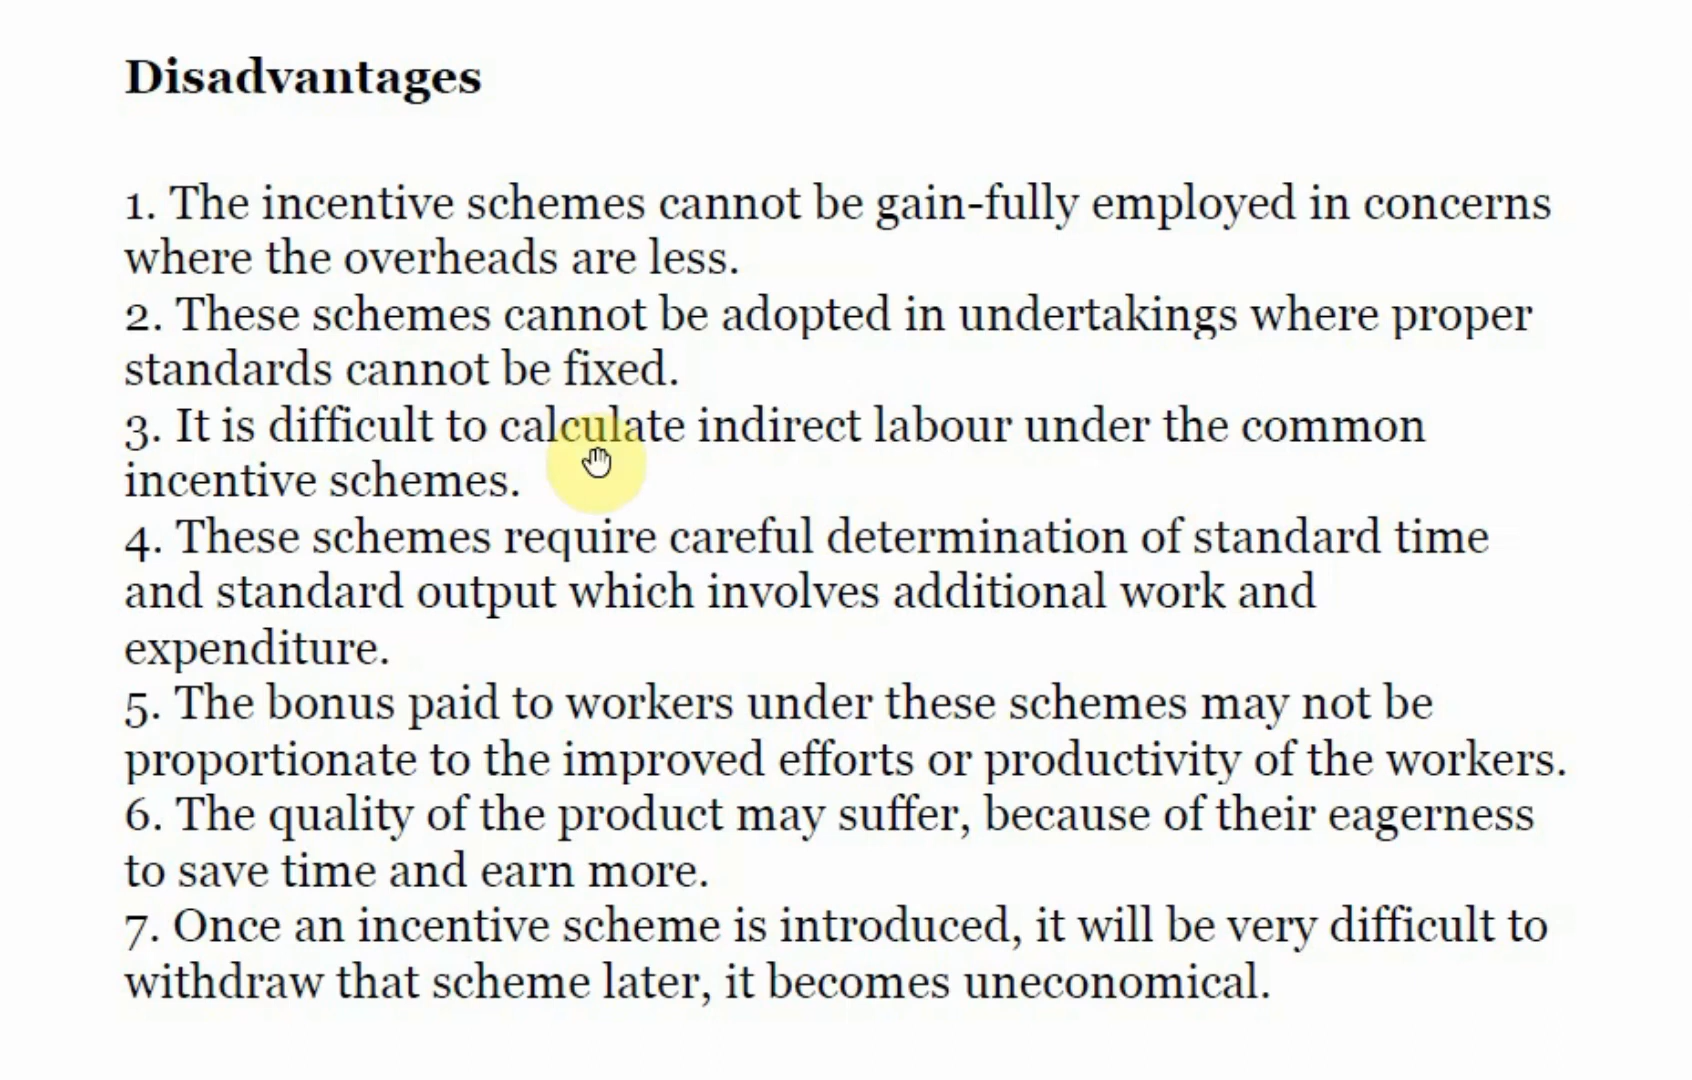 Disadvantages
1. The incentive schemes cannot be gain-fully employed in concerns
where the overheads are less.
2. These schemes cannot be adopted in undertakings where proper
standards cannot be fixed.
3. It is difficult to calculate indirect labour under the common
incentive schemes.
4. These schemes require careful determination of standard time
and standard output which involves additional work and
expenditure.
5. The bonus paid to workers under these schemes may not be
proportionate to the improved efforts or productivity of the workers.
6. The quality of the product may suffer, because of their eagerness
to save time and earn more.
7. Once an incentive scheme is introduced, it will be very difficult to
withdraw that scheme later, it becomes uneconomical.